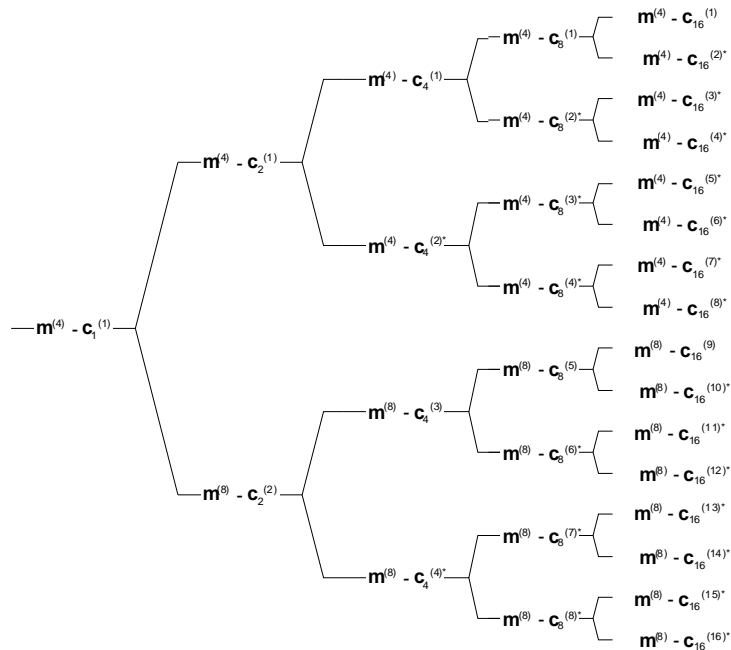 m(4) - c16(1)
m(4) - c8(1)
m(4) - c16(2)*
m(4) - c4(1)
m(4) - c16(3)*
m(4) - c8(2)*
m(4) - c16(4)*
m(4) - c2(1)
m(4) - c16(5)*
m(4) - c8(3)*
m(4) - c16(6)*
m(4) - c4(2)*
m(4) - c16(7)*
m(4) - c8(4)*
m(4) - c16(8)*
m(4) - c1(1)
m(8) - c16(9)
m(8) - c8(5)
m(8) - c16(10)*
m(8) - c4(3)
m(8) - c16(11)*
m(8) - c8(6)*
m(8) - c16(12)*
m(8) - c2(2)
m(8) - c16(13)*
m(8) - c8(7)*
m(8) - c16(14)*
m(8) - c4(4)*
m(8) - c16(15)*
m(8) - c8(8)*
m(8) - c16(16)*